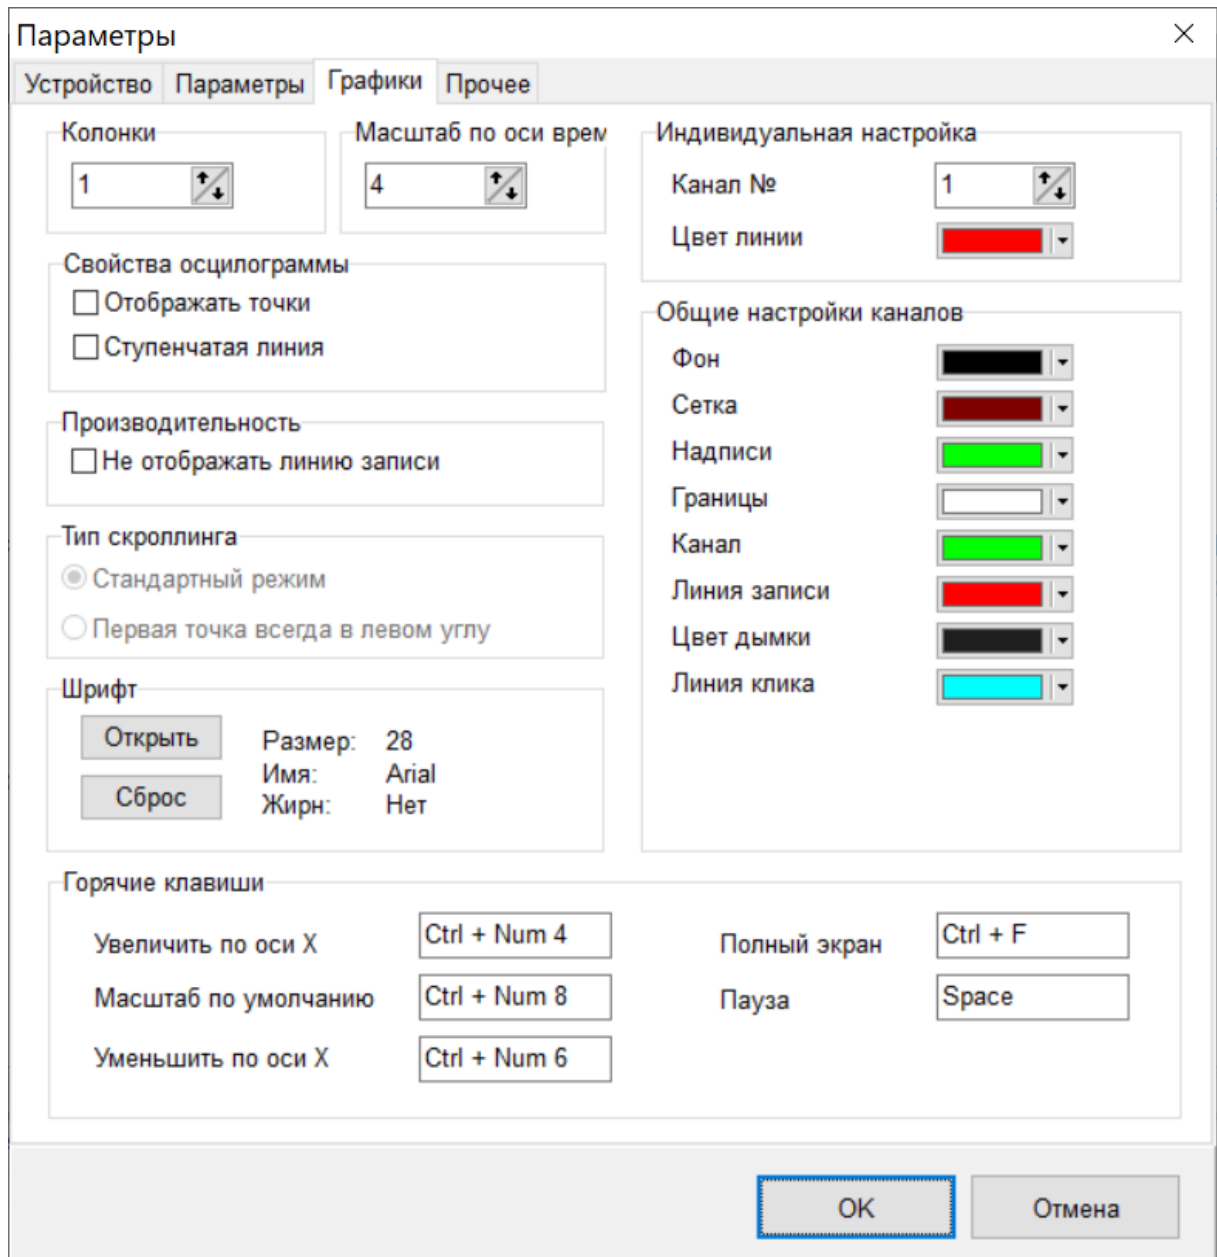 Параметры
Устройство Параметры Графики Прочее
Колонки
1
Масштаб по оси врем
4
Свойства осцилограммы
Отображать точки
Ступенчатая линия
Производительность
Не отображать линию записи
Тип скроллинга
Стандартный режим
Первая точка всегда в левом углу
Шрифт
Открыть
Сброс
Размер: 28
Имя: Arial
Жирн: Нет
Индивидуальная настройка
Канал № 1
Цвет линии
Общие настройки каналов
Фон
Сетка
Надписи
Границы
Канал
Линия записи
Цвет дымки
Линия клика
Горячие клавиши
Увеличить по оси X Ctrl + Num 4
Масштаб по умолчанию Ctrl + Num 8
Уменьшить по оси X Ctrl + Num 6
Полный экран Ctrl + F
Пауза Space
OK Отмена